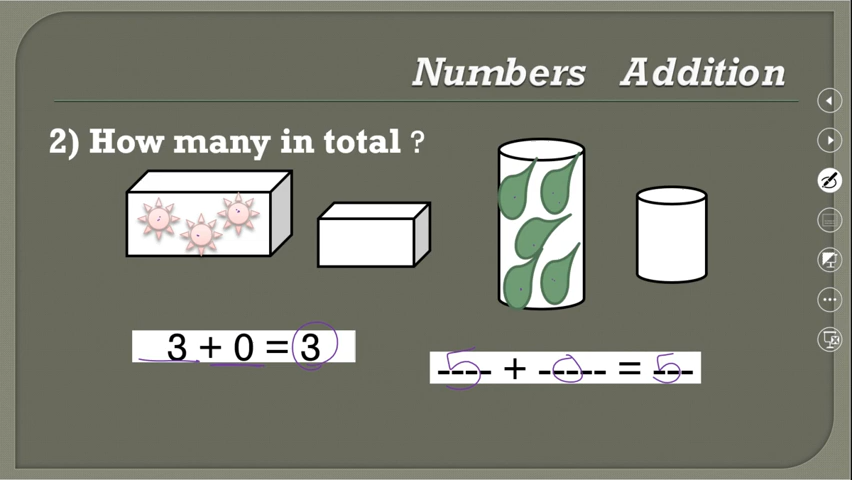 Numbers Addition
2) How many in total ?
3 + 0 = 3
5 + 0 = 5